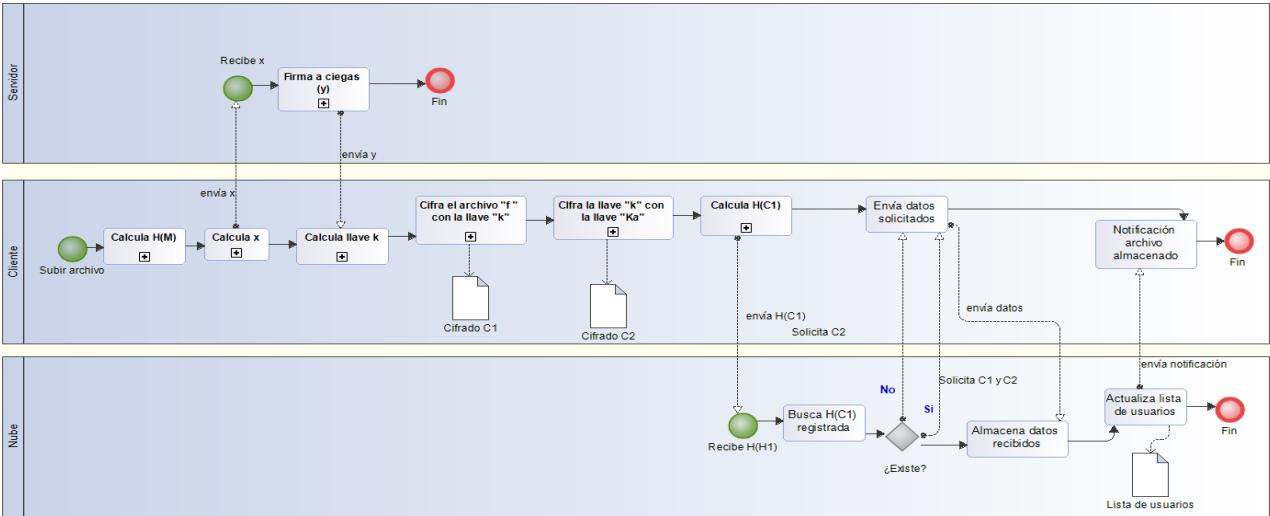 Servidor
Recibe x
Firma a ciegas
(y)
Fin
envía y
Cliente
envía x
Subir archivo
Calcula H(M)
Calcula x
Calcula llave k
Cifra el archivo "f "
con la llave "k"
Cifrado C1
CIfra la llave "k" con
la llave "Ka"
Cifrado C2
Calcula H(C1)
envía H(C1)
Envía datos
solicitados
Solicita C2
envía datos
Notificación
archivo
almacenado
Fin
Nube
Recibe H(H1)
Busca H(C1)
registrada
¿Existe?
No
Si
Solicita C1 y C2
Almacena datos
recibidos
envía notificación
Actualiza lista
de usuarios
Lista de usuarios
Fin